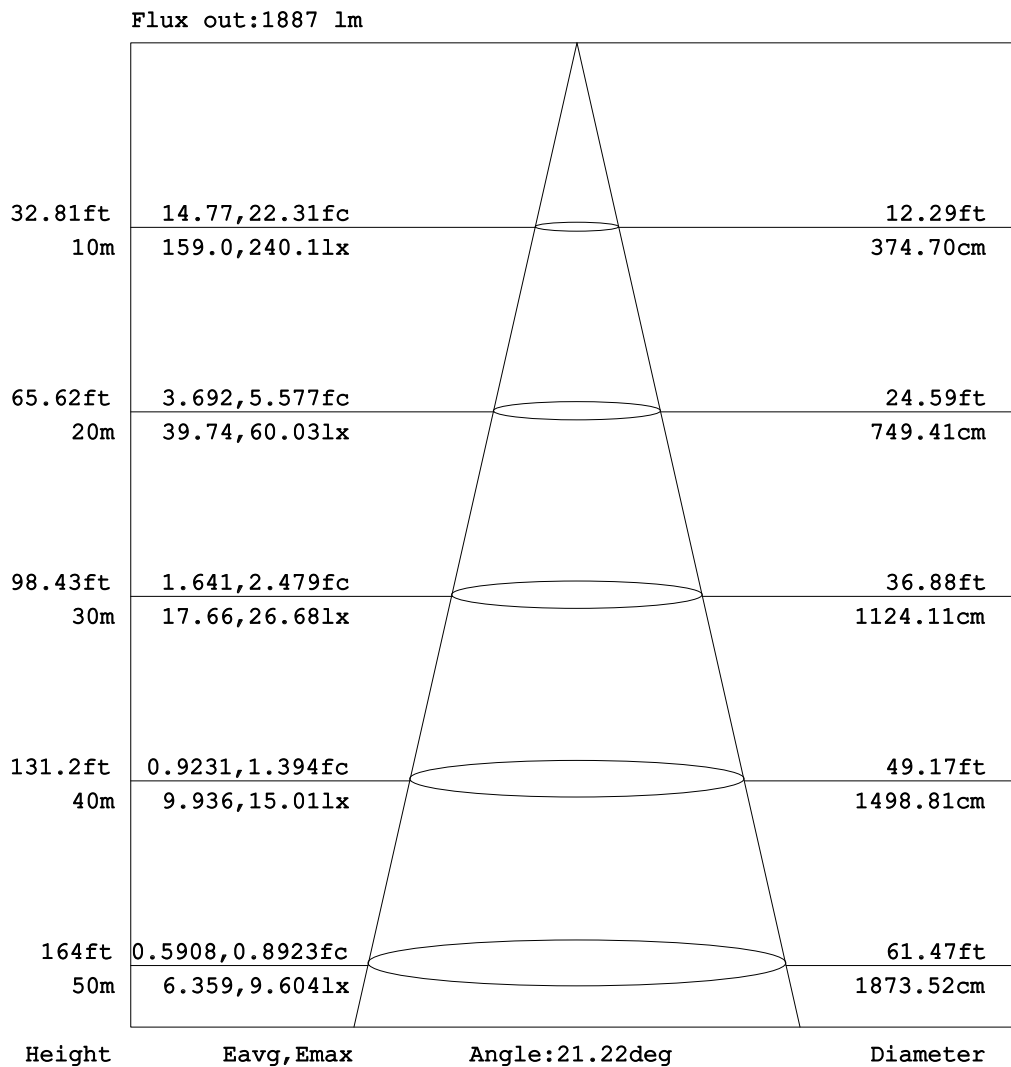 Flux out:1887 lm
32.81ft 14.77,22.31fc 12.29ft
10m 159.0,240.1lx 374.70cm
65.62ft 3.692,5.577fc 24.59ft
20m 39.74,60.03lx 749.41cm
98.43ft 1.641,2.479fc 36.88ft
30m 17.66,26.68lx 1124.11cm
131.2ft 0.9231,1.394fc 49.17ft
40m 9.936,15.01lx 1498.81cm
164ft 0.5908,0.8923fc 61.47ft
50m 6.359,9.604lx 1873.52cm
Height Eavg,Emax Angle:21.22deg Diameter